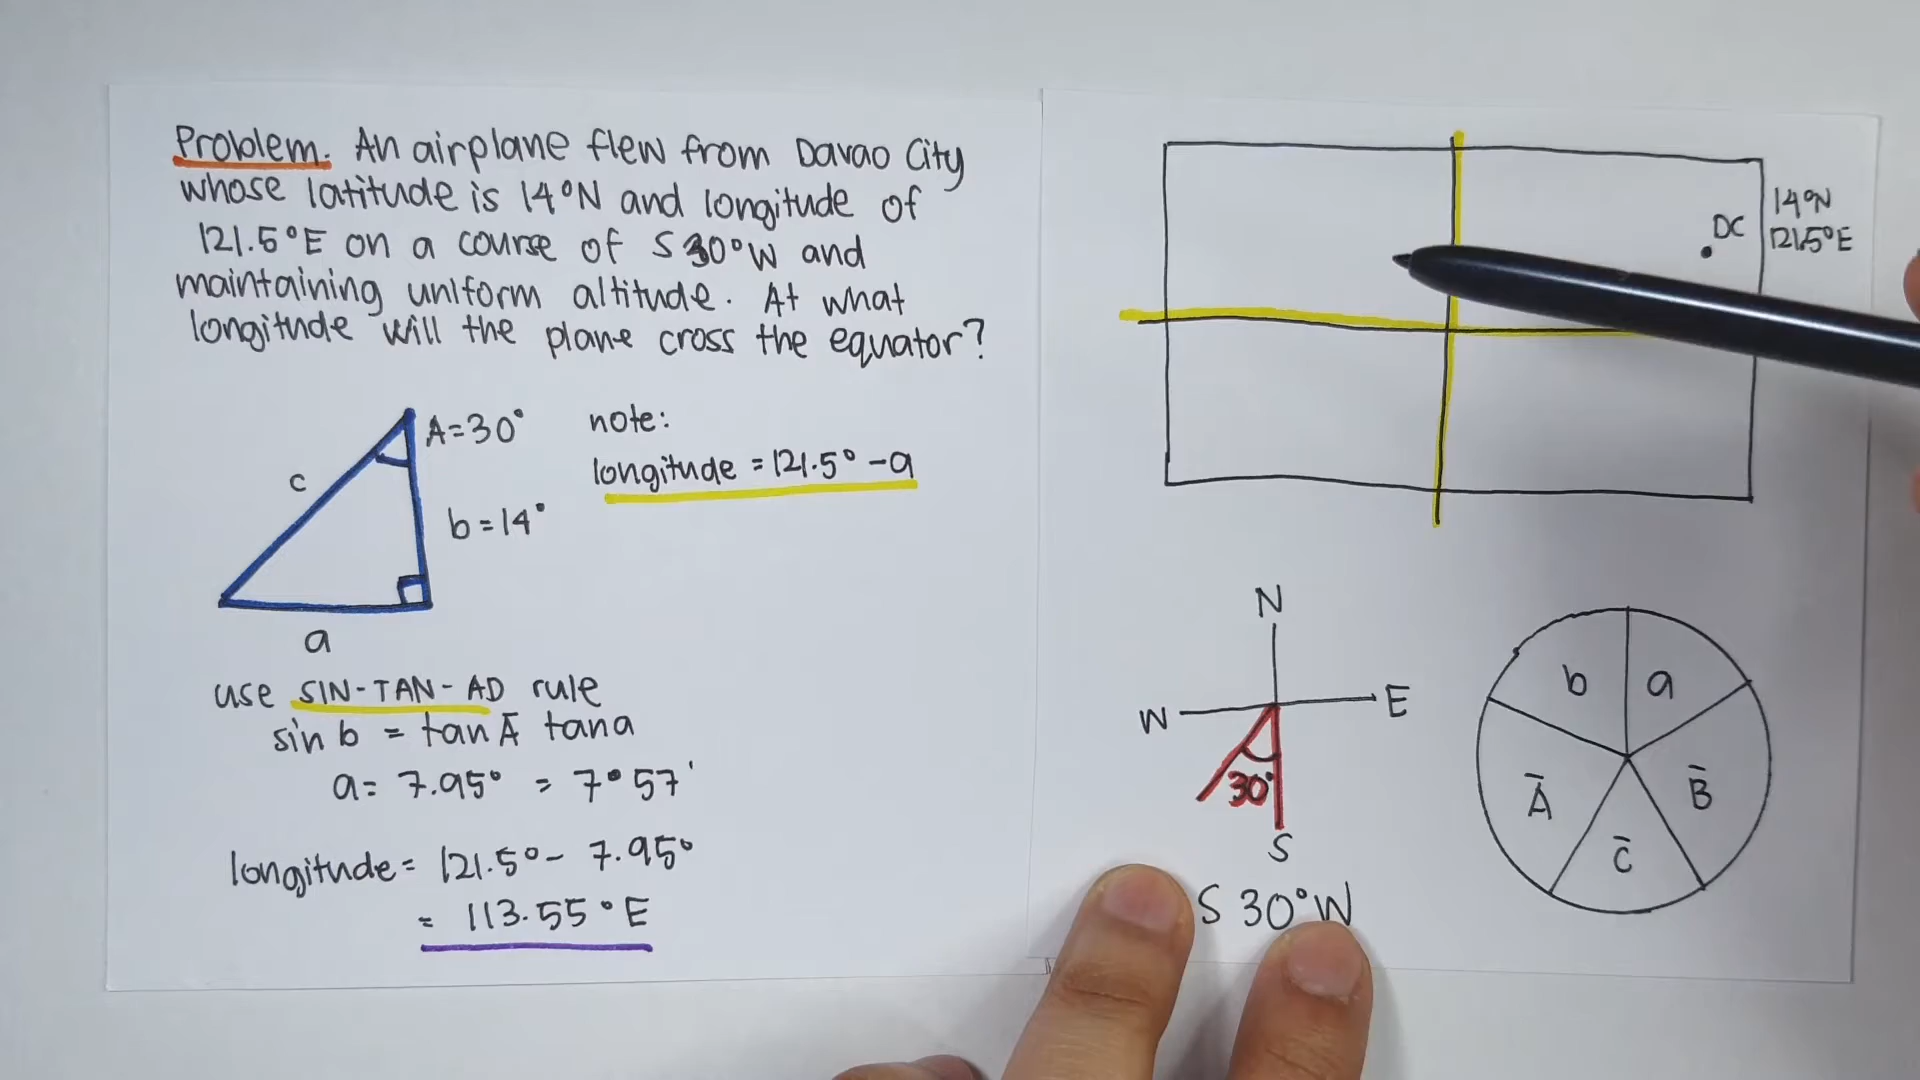 Problem. An airplane flew from Davao City
whose latitude is 14°N and longitude of
121.5°E on a course of S 30°W and
maintaining uniform altitude. At what
longitude will the plane cross the equator?
A=30°
c
b=14°
a
note:
longitude = 121.5° - a
use SIN-TAN-AD rule
sin b = tan A̅ tan a
a= 7.95° = 7°57'
longitude= 121.5° - 7.95°
= 113.55°E
DC
14°N
121.5°E
N
W
E
30°
S
S 30°W
b
a
A̅
B̅
C̅